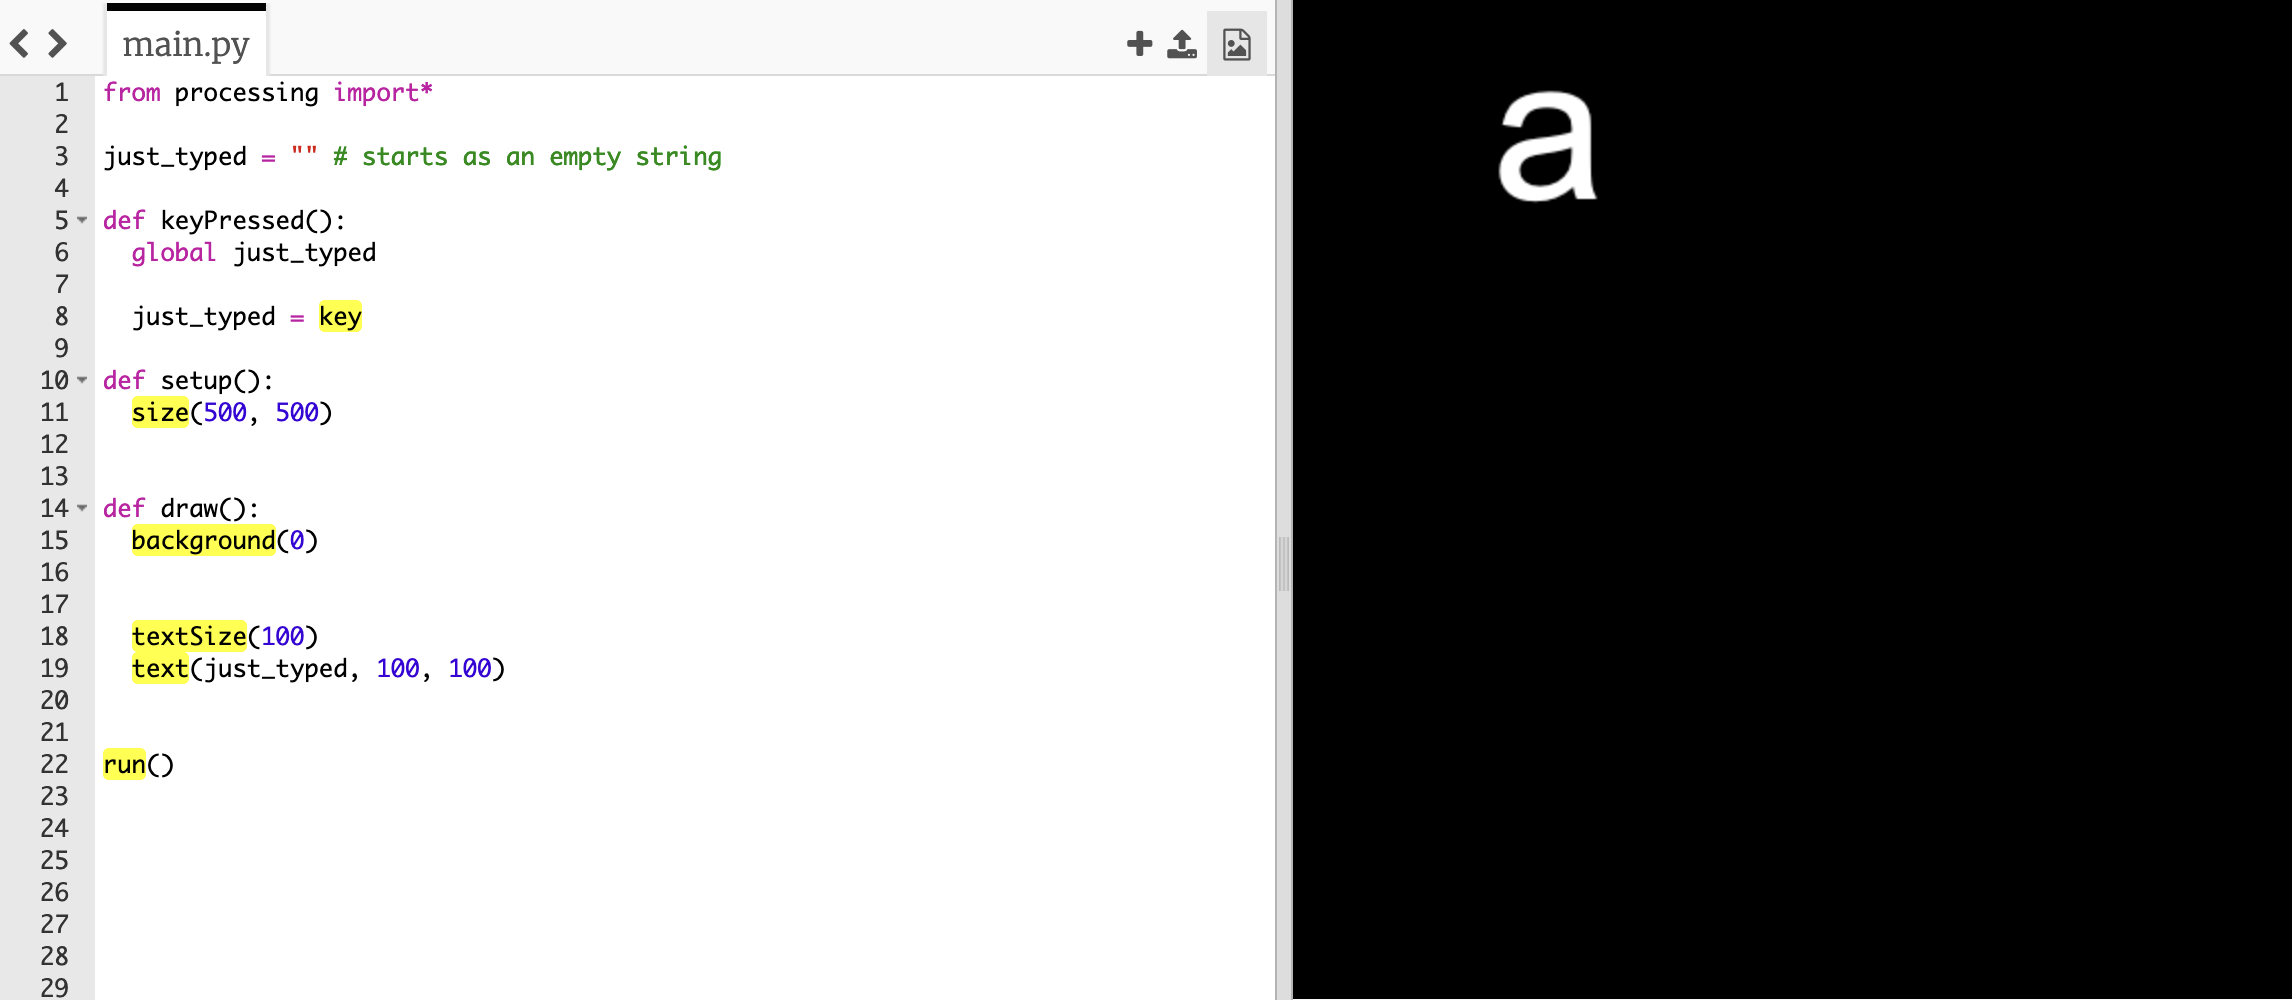 main.py
1 from processing import*
2
3 just_typed = "" # starts as an empty string
4
5 def keyPressed():
6   global just_typed
7
8   just_typed = key
9
10 def setup():
11   size(500, 500)
12
13
14 def draw():
15   background(0)
16
17
18   textSize(100)
19   text(just_typed, 100, 100)
20
21
22 run()
23
24
25
26
27
28
29
a